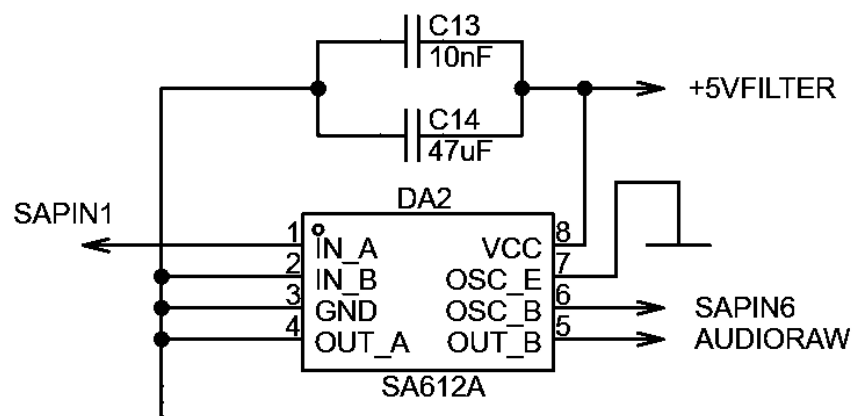 C13
10nF
+5VFILTER
C14
47uF
DA2
SAPIN1
1 IN_A VCC 8
2 IN_B OSC_E 7
3 GND OSC_B 6 SAPIN6
4 OUT_A OUT_B 5 AUDIORAW
SA612A